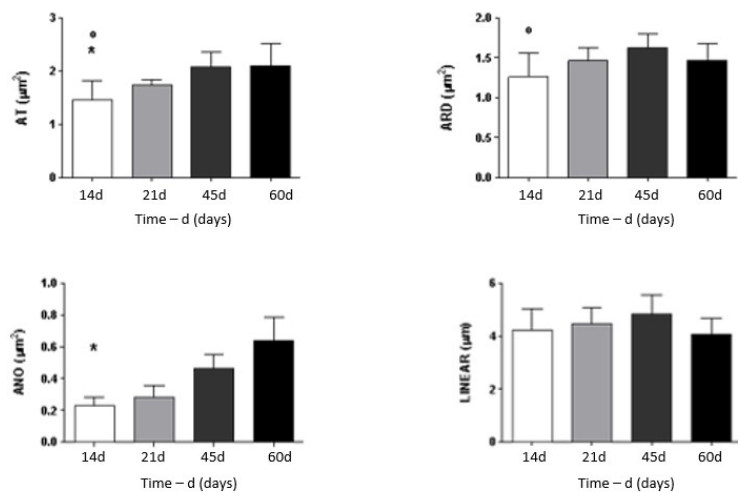 3
2
1
0
AT (μm²)
°
*
14d 21d 45d 60d
Time – d (days)
2.0
1.5
1.0
0.5
0.0
ARD (μm²)
°
14d 21d 45d 60d
Time – d (days)
1.0
0.8
0.6
0.4
0.2
0.0
ANO (μm²)
*
14d 21d 45d 60d
Time – d (days)
6
4
2
0
LINEAR (μm)
14d 21d 45d 60d
Time – d (days)